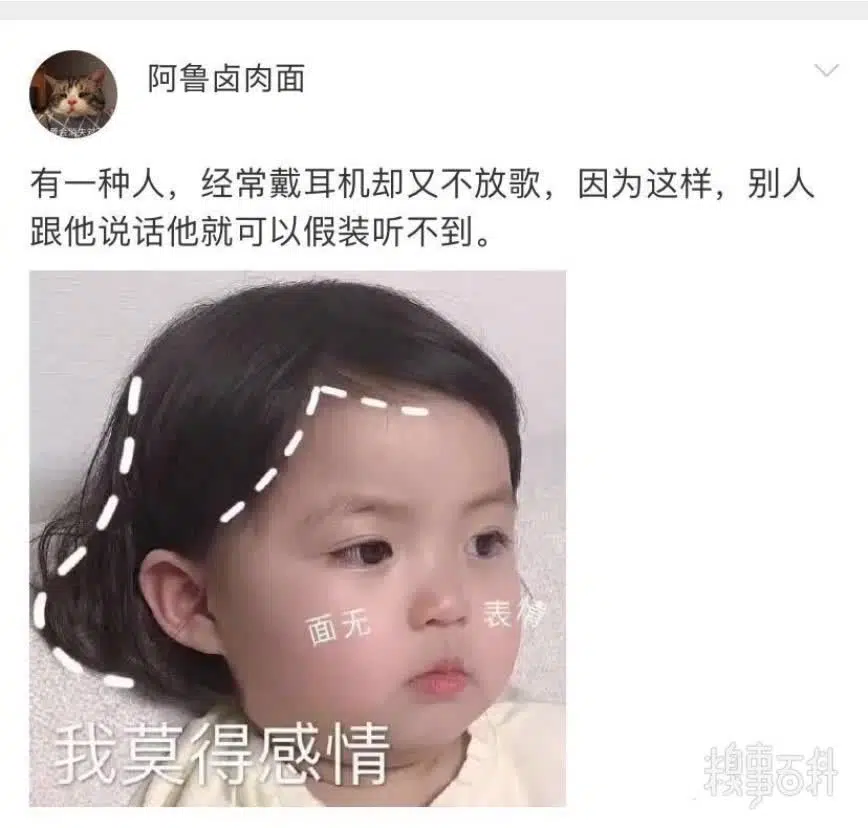 阿鲁卤肉面
有一种人，经常戴耳机却又不放歌，因为这样，别人
跟他说话他就可以假装听不到。
面无 表情
我莫得感情
糗事百科